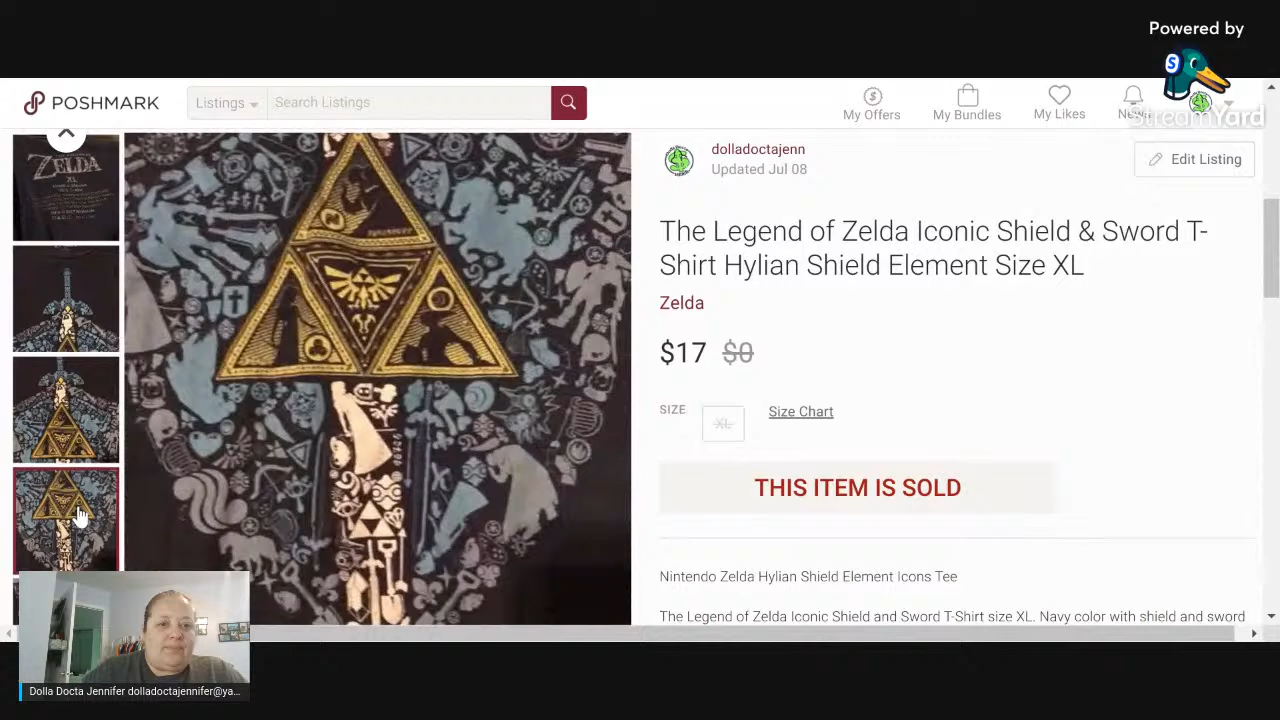 Powered by
StreamYard
POSHMARK
Listings
Search Listings
My Offers
My Bundles
My Likes
ZELDA
XL
dolladoctajenn
Updated Jul 08
Edit Listing
The Legend of Zelda Iconic Shield & Sword T-
Shirt Hylian Shield Element Size XL
Zelda
$17 $0
SIZE
XL
Size Chart
THIS ITEM IS SOLD
Nintendo Zelda Hylian Shield Element Icons Tee
The Legend of Zelda Iconic Shield and Sword T-Shirt size XL. Navy color with shield and sword
Dolla Docta Jennifer dolladoctajennifer@ya...